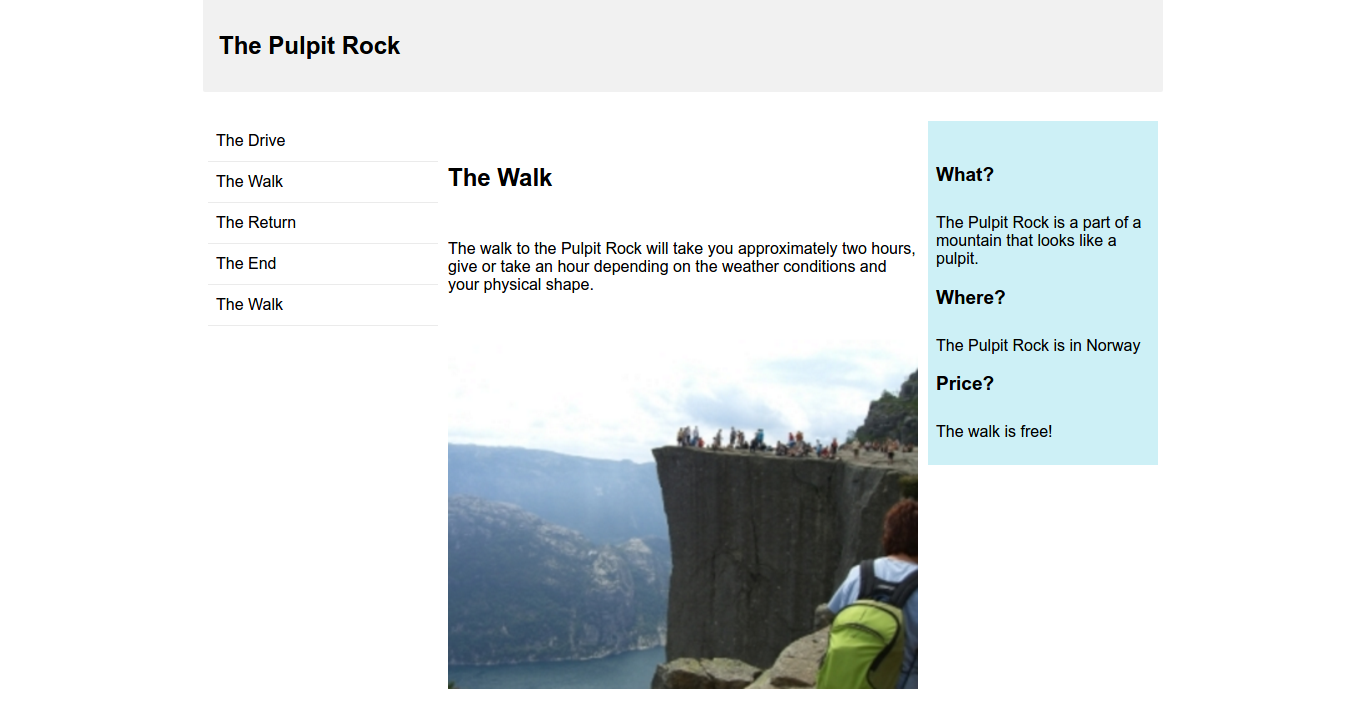 The Pulpit Rock
The Drive
The Walk
The Return
The End
The Walk
The Walk
The walk to the Pulpit Rock will take you approximately two hours,
give or take an hour depending on the weather conditions and
your physical shape.
What?
The Pulpit Rock is a part of a
mountain that looks like a
pulpit.
Where?
The Pulpit Rock is in Norway
Price?
The walk is free!